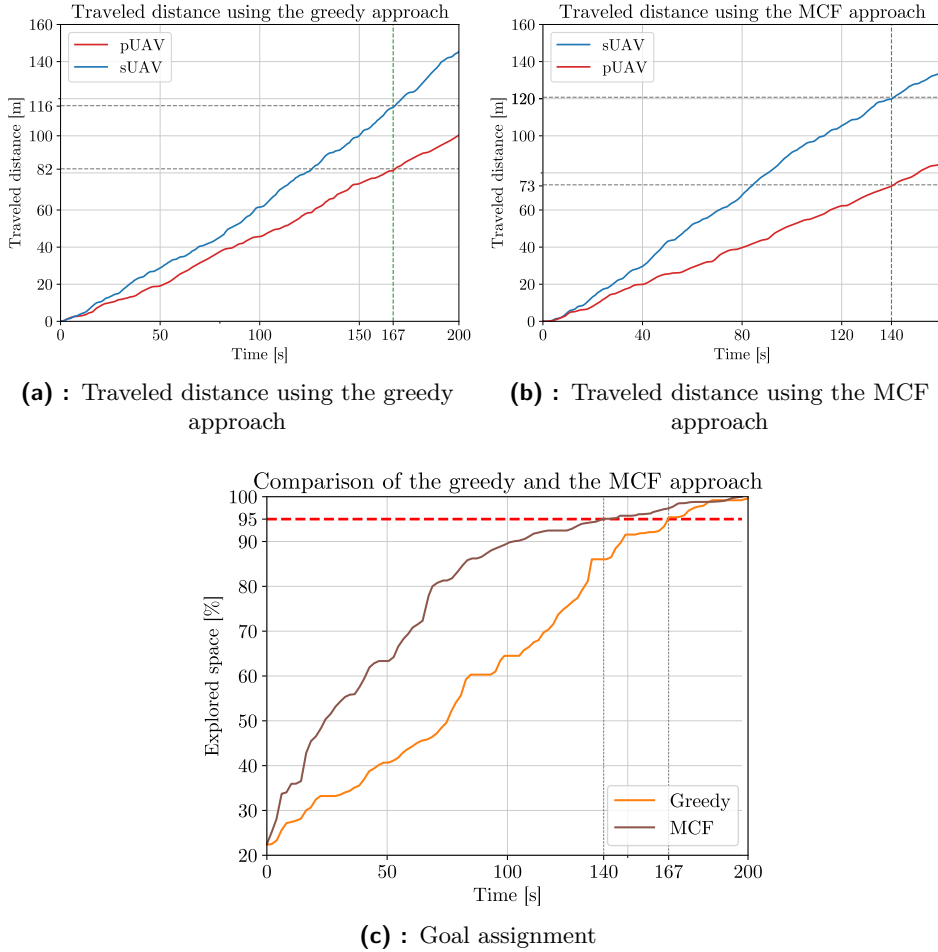 Traveled distance using the greedy approach
160
140
116
100
82
60
40
20
0
Traveled distance [m]
pUAV
sUAV
0 50 100 150 167 200
Time [s]
Traveled distance using the MCF approach
160
140
120
100
73
60
40
20
0
Traveled distance [m]
sUAV
pUAV
0 40 80 120 140
Time [s]
(a) : Traveled distance using the greedy
approach
(b) : Traveled distance using the MCF
approach
Comparison of the greedy and the MCF approach
100
95
90
80
70
60
50
40
30
20
Explored space [%]
Greedy
MCF
0 50 100 140 167 200
Time [s]
(c) : Goal assignment